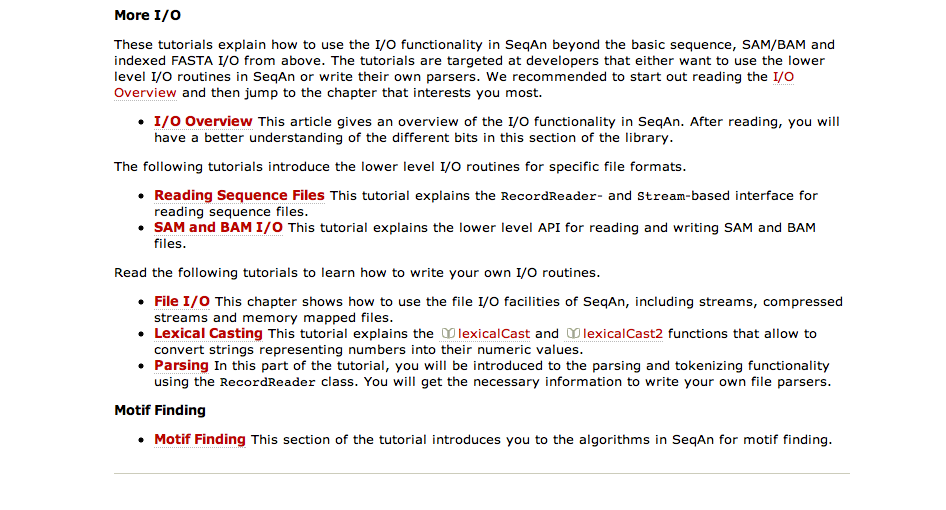 More I/O
These tutorials explain how to use the I/O functionality in SeqAn beyond the basic sequence, SAM/BAM and
indexed FASTA I/O from above. The tutorials are targeted at developers that either want to use the lower
level I/O routines in SeqAn or write their own parsers. We recommended to start out reading the I/O
Overview and then jump to the chapter that interests you most.
• I/O Overview This article gives an overview of the I/O functionality in SeqAn. After reading, you will
have a better understanding of the different bits in this section of the library.
The following tutorials introduce the lower level I/O routines for specific file formats.
• Reading Sequence Files This tutorial explains the RecordReader- and Stream-based interface for
reading sequence files.
• SAM and BAM I/O This tutorial explains the lower level API for reading and writing SAM and BAM
files.
Read the following tutorials to learn how to write your own I/O routines.
• File I/O This chapter shows how to use the file I/O facilities of SeqAn, including streams, compressed
streams and memory mapped files.
• Lexical Casting This tutorial explains the lexicalCast and lexicalCast2 functions that allow to
convert strings representing numbers into their numeric values.
• Parsing In this part of the tutorial, you will be introduced to the parsing and tokenizing functionality
using the RecordReader class. You will get the necessary information to write your own file parsers.
Motif Finding
• Motif Finding This section of the tutorial introduces you to the algorithms in SeqAn for motif finding.